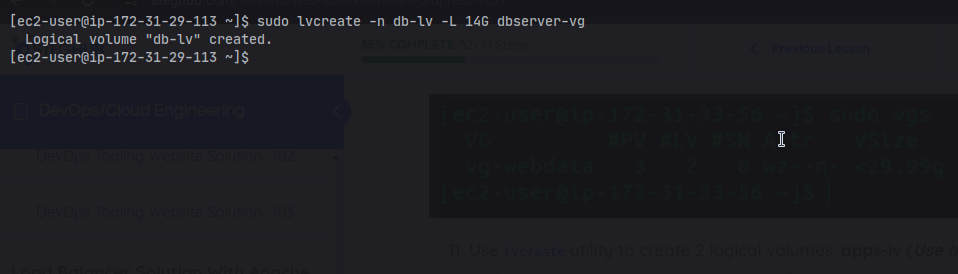 [ec2-user@ip-172-31-29-113 ~]$ sudo lvcreate -n db-lv -L 14G dbserver-vg
Logical volume "db-lv" created.
[ec2-user@ip-172-31-29-113 ~]$
35% COMPLETE 32/91 Steps
Previous Lesson
DevOps/Cloud Engineering
[ec2-user@ip-172-31-33-56 ~]$ sudo vgs
VG #PV #LV #SN Attr VSize
vg-webdata 3 2 0 wz--n- <29.99g
[ec2-user@ip-172-31-33-56 ~]$
DevOps Tooling Website Solution- 102
DevOps Tooling Website Solution- 103
11. Use lvcreate utility to create 2 logical volumes. apps-lv (Use
Load Balancer Solution With Apache